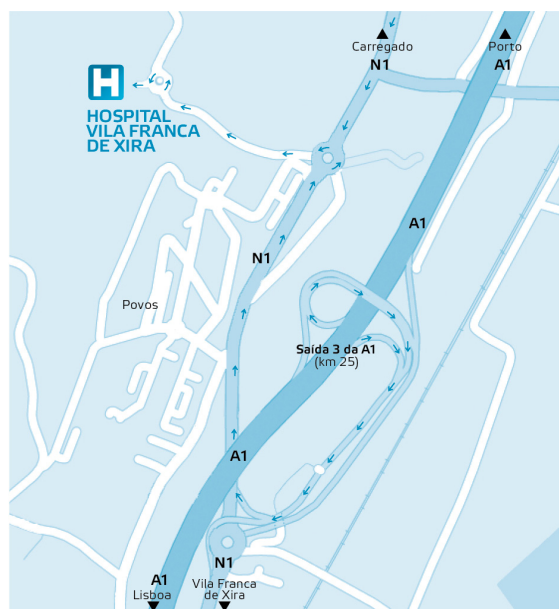 Carregado
N1
Porto
A1
H
HOSPITAL
VILA FRANCA
DE XIRA
A1
N1
Povos
Saída 3 da A1
(km 25)
A1
N1
A1
Lisboa
Vila Franca
de Xira